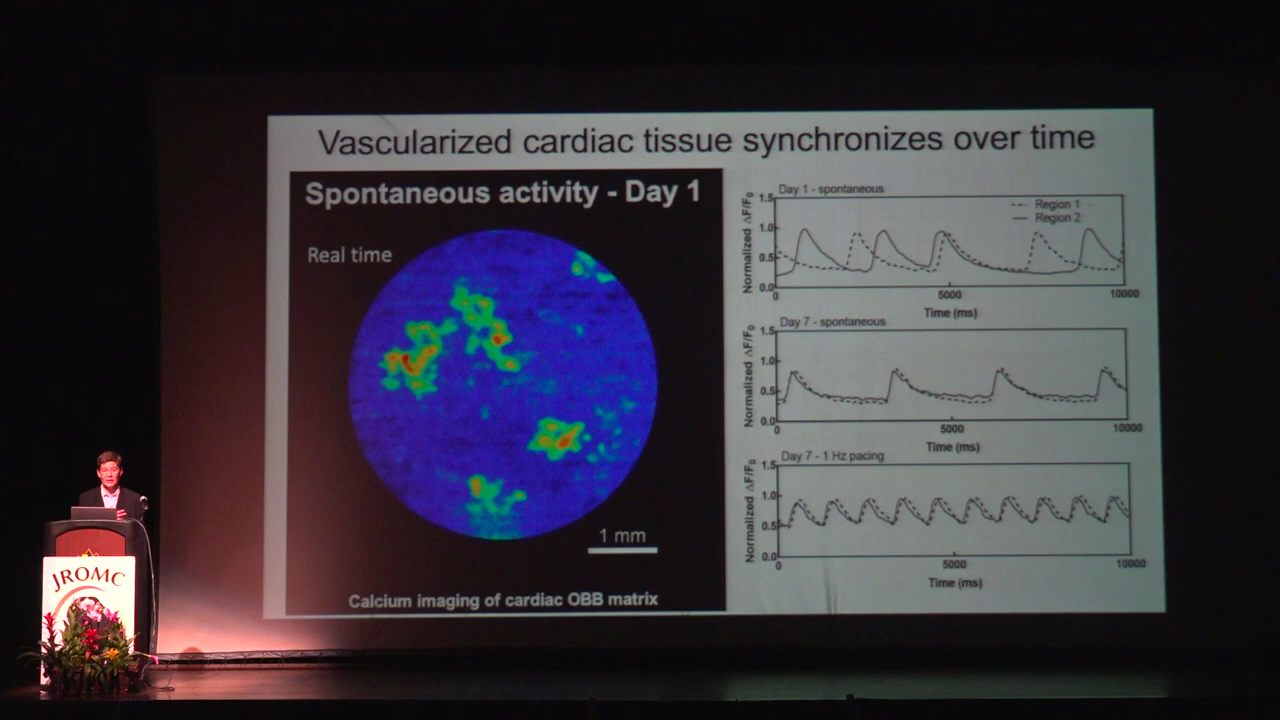 Vascularized cardiac tissue synchronizes over time
Spontaneous activity - Day 1
Real time
1 mm
Calcium imaging of cardiac OBB matrix
Day 1 - spontaneous
Region 1
Region 2
Normalized ΔF/F₀
1.5
1.0
0.5
0.0
0
5000
10000
Time (ms)
Day 7 - spontaneous
Normalized ΔF/F₀
1.5
1.0
0.5
0.0
0
5000
10000
Time (ms)
Day 7 - 1 Hz pacing
Normalized ΔF/F₀
1.5
1.0
0.5
0.0
0
5000
10000
Time (ms)
JROMC